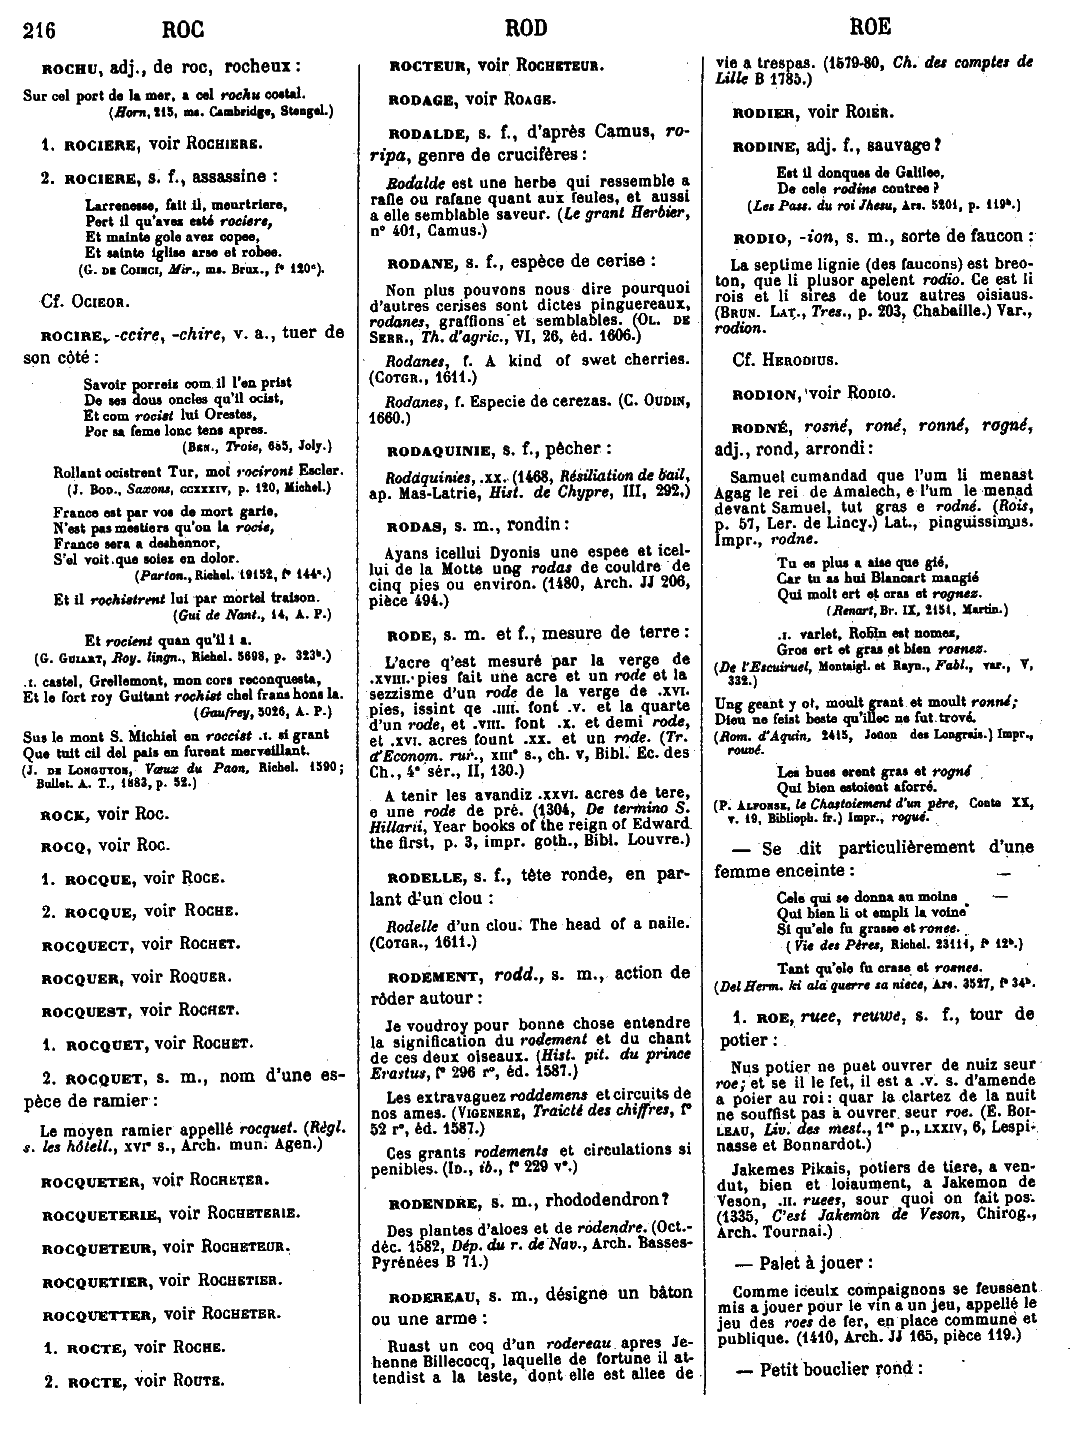 216 ROC ROD ROE
ROCHU, adj., de roc, rocheux :
Sur cel port de la mer, a cel rochu costal.
(Horn, 215, ms. Cambridge, Stengel.)
1. ROCIERE, voir ROCHIERE.
2. ROCIERE, s. f., assassine :
Larrenesse, fait il, meurtriere,
Pert il qu'aves esté rociere,
Et mainte gole avez copee,
Et sainte iglise arse et robee.
(G. DE COINCI, Mir., ms. Brux., f° 120c.)
Cf. OCIEOR.
ROCIRE, -ccire, -chire, v. a., tuer de
son côté :
Savoir porreiz com il l'en prist
De ses dous oncles qu'il ocist,
Et com rocist lui Orestes,
Por sa feme lonc tens apres.
(BEN., Troie, 685, Joly.)
Rollant ocistrent Tur, moi rociront Escler.
(J. BOD., Saxons, CCXXXIV, p. 120, Michel.)
France est par vos de mort garie,
N'est pas mestiers qu'on la rocie,
France sera a deshennor,
S'el voit que soiez en dolor.
(Parton., Richel. 19152, f° 144c.)
Et il rochistrent lui par mortel traison.
(Gui de Nant., 14, A. P.)
Et rocient quan qu'il i a.
(G. GUIART, Roy. lingn., Richel. 5698, p. 323b.)
.I. castel, Grellemont, mon cors reconquesta,
Et le fort roy Guitant rochist chel frans hons la.
(Gaufrey, 5026, A. P.)
Sus le mont S. Michiel en roccist .I. si grant
Que tuit cil del pais en furent merveillant.
(J. DE LONGUYON, Vœux du Paon, Richel. 1590;
Bullet. A. T., 1883, p. 52.)
ROCK, voir ROC.
ROCQ, voir ROC.
1. ROCQUE, voir ROCE.
2. ROCQUE, voir ROCHE.
ROCQUECT, voir ROCHET.
ROCQUER, voir ROQUER.
ROCQUEST, voir ROCHET.
1. ROCQUET, voir ROCHET.
2. ROCQUET, s. m., nom d'une es-
pèce de ramier :
Le moyen ramier appellé rocquet. (Règl.
s. les hôtell., XVIe s., Arch. mun. Agen.)
ROCQUETER, voir ROCHETER.
ROCQUETERIE, voir ROCHETERIE.
ROCQUETEUR, voir ROCHETEUR.
ROCQUETIER, voir ROCHETIER.
ROCQUETTER, voir ROCHETER.
1. ROCTE, voir ROCHE.
2. ROCTE, voir ROUTE.
ROCTEUR, voir ROCHETEUR.
RODAGE, voir ROAGE.
RODALDE, s. f., d'après Camus, ro-
ripa, genre de crucifères :
Rodalde est une herbe qui ressemble a
rafle ou rafane quant aux feules, et aussi
a elle semblable saveur. (Le grant Herbier,
n° 401, Camus.)
RODANE, s. f., espèce de cerise :
Non plus pouvons nous dire pourquoi
d'autres cerises sont dictes pinguereaux,
rodanes, graffions et semblables. (OL. DE
SERR., Th. d'agric., VI, 26, éd. 1606.)
Rodanes, f. A kind of swet cherries.
(COTGR., 1611.)
Rodanes, f. Especie de cerezas. (C. OUDIN,
1660.)
RODAQUINIE, s. f., pêcher :
Rodaquinies, .XX. (1468, Résiliation de bail,
ap. Mas-Latrie, Hist. de Chypre, III, 292.)
RODAS, s. m., rondin :
Ayans icellui Dyonis une espee et icel-
lui de la Motte ung rodas de couldre de
cinq pies ou environ. (1480, Arch. JJ 206,
pièce 494.)
RODE, s. m. et f., mesure de terre :
L'acre q'est mesuré par la verge de
.XVIII. pies fait une acre et un rode et la
sezzisme d'un rode de la verge de .XVI.
pies, issint qe .IIII. font .V. et la quarte
d'un rode, et .VIII. font .X. et demi rode,
et .XVI. acres fount .XX. et un rode. (Tr.
d'Econom. rur., XIIIe s., ch. V, Bibl. Ec. des
Ch., 4e sér., II, 130.)
A tenir les avandiz .XXVI. acres de tere,
e une rode de pré. (1304, De termino S.
Hillarii, Year books of the reign of Edward
the first, p. 3, impr. goth., Bibl. Louvre.)
RODELLE, s. f., tête ronde, en par-
lant d'un clou :
Rodelle d'un clou. The head of a naile.
(COTGR., 1611.)
RODEMENT, rodd., s. m., action de
rôder autour :
Je voudroy pour bonne chose entendre
la signification du rodement et du chant
de ces deux oiseaux. (Hist. pit. du prince
Erastus, f° 296 r°, éd. 1587.)
Les extravaguez roddemens et circuits de
nos ames. (VIGENERE, Traicté des chiffres, f°
52 r°, éd. 1587.)
Ces grants rodements et circulations si
penibles. (ID., ib., f° 229 v°.)
RODENDRE, s. m., rhododendron?
Des plantes d'aloes et de rodendre. (Oct.-
déc. 1582, Dép. du r. de Nav., Arch. Basses-
Pyrénées B 71.)
RODEREAU, s. m., désigne un bâton
ou une arme :
Ruast un coq d'un rodereau apres Je-
henne Billecocq, laquelle de fortune il at-
tendist a la teste, dont elle est allee de
vie a trespas. (1579-80, Ch. des comptes de
Lille B 1785.)
RODIER, voir ROIER.
RODINE, adj. f., sauvage?
Est il donques de Galilee,
De cele rodine contree?
(Les Pass. du roi Jhesu, Ars. 5201, p. 119b.)
RODIO, -ion, s. m., sorte de faucon :
La septime lignie (des faucons) est breo-
ton, que li plusor apelent rodio. Ce est li
rois et li sires de touz autres oisiaus.
(BRUN. LAT., Tres., p. 203, Chabaille.) Var.,
rodion.
Cf. HERODIUS.
RODION, voir RODIO.
RODNÉ, rosné, roné, ronné, rogné,
adj., rond, arrondi :
Samuel cumandad que l'um li menast
Agag le rei de Amalech, e l'um le menad
devant Samuel, tut gras e rodné. (Rois,
p. 57, Ler. de Lincy.) Lat., pinguissimus.
Impr., rodne.
Tu es plus a aise que gié,
Car tu as hui Blancart mangié
Qui molt ert et cras et rognez.
(Renart, Br. IX, 2151, Martin.)
.I. varlet, Robin est nomez,
Gros ert et gras et bien rosnez.
(De l'Escuiruel, Montaigl. et Rayn., Fabl., var., V,
332.)
Ung geant y ot, moult grant et moult ronné;
Dieu ne feist beste qu'illec ne fut trové.
(Rom. d'Aquin, 2415, Jouon des Longrais.) Impr.,
rouvé.
Les bues erent gras et rogné
Qui bien estoient aforré.
(P. ALFONSE, le Chastoiement d'un père, Conte XX,
v. 19, Biblioph. fr.) Impr., rogué.
— Se dit particulièrement d'une
femme enceinte :
Cele qui se donna au moine
Qui bien li ot empli la voine
Si qu'ele fu grasse et ronee.
(Vie des Pères, Richel. 23111, f° 12b.)
Tant qu'ele fu crase et rosnee.
(Del Herm. ki ala querre sa niece, Ars. 3527, f° 34b.
1. ROE, ruee, reuwe, s. f., tour de
potier :
Nus potier ne puet ouvrer de nuiz seur
roe; et se il le fet, il est a .V. s. d'amende
a poier au roi : quar la clartez de la nuit
ne souffist pas a ouvrer seur roe. (E. BOI-
LEAU, Liv. des mest., 1re p., LXXIV, 6, Lespi-
nasse et Bonnardot.)
Jakemes Pikais, potiers de tiere, a ven-
dut, bien et loiaument, a Jakemon de
Veson, .II. ruees, sour quoi on fait pos.
(1335, C'est Jakemon de Veson, Chirog.,
Arch. Tournai.)
— Palet à jouer :
Comme iceulx compaignons se feussent
mis a jouer pour le vin a un jeu, appellé le
jeu des roes de fer, en place commune et
publique. (1410, Arch. JJ 165, pièce 119.)
— Petit bouclier rond :